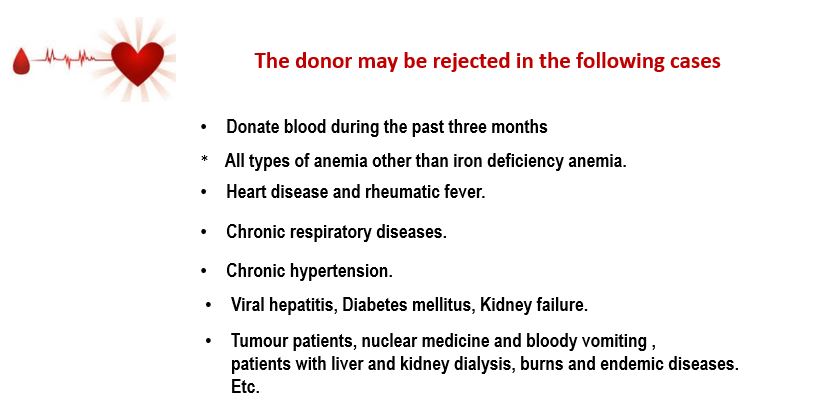 The donor may be rejected in the following cases
• Donate blood during the past three months
* All types of anemia other than iron deficiency anemia.
• Heart disease and rheumatic fever.
• Chronic respiratory diseases.
• Chronic hypertension.
• Viral hepatitis, Diabetes mellitus, Kidney failure.
• Tumour patients, nuclear medicine and bloody vomiting ,
patients with liver and kidney dialysis, burns and endemic diseases.
Etc.